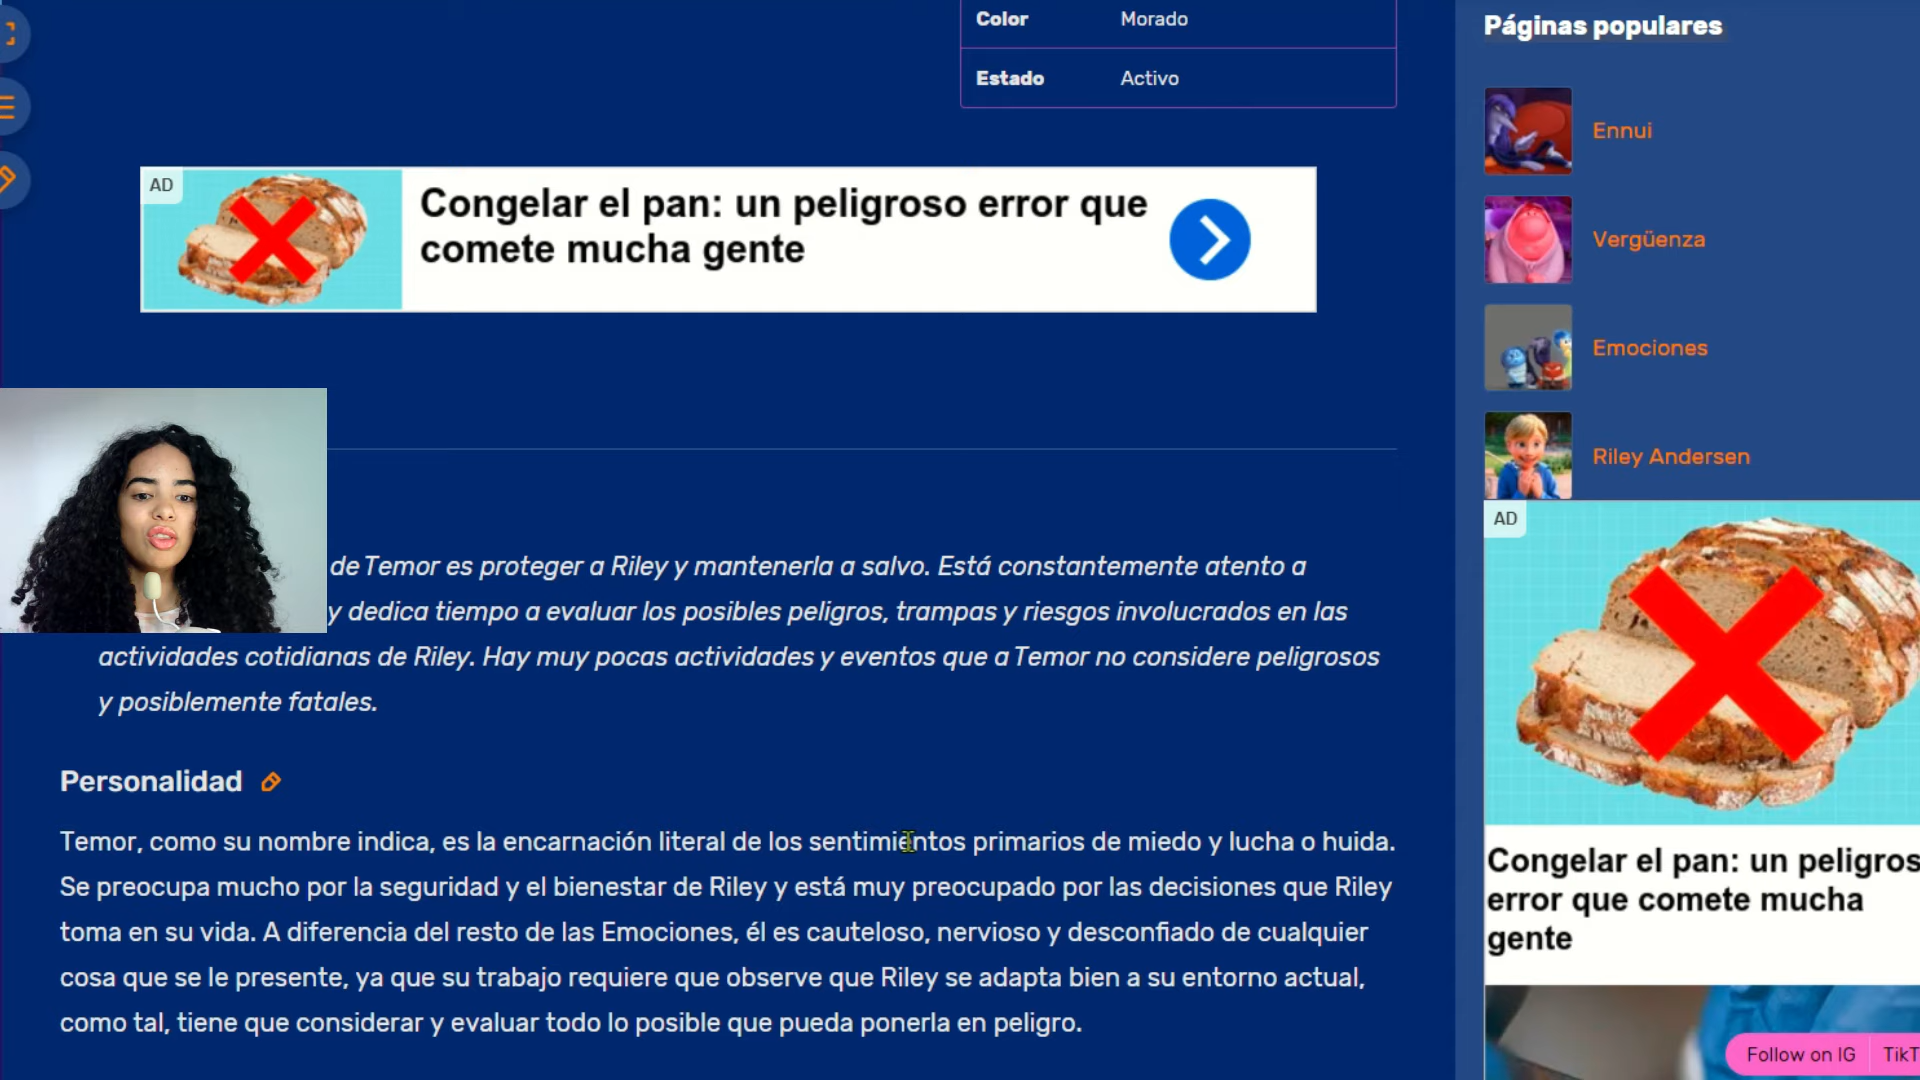 Color Morado
Estado Activo
AD
Congelar el pan: un peligroso error que
comete mucha gente
de Temor es proteger a Riley y mantenerla a salvo. Está constantemente atento a
y dedica tiempo a evaluar los posibles peligros, trampas y riesgos involucrados en las
actividades cotidianas de Riley. Hay muy pocas actividades y eventos que a Temor no considere peligrosos
y posiblemente fatales.
Personalidad
Temor, como su nombre indica, es la encarnación literal de los sentimientos primarios de miedo y lucha o huida.
Se preocupa mucho por la seguridad y el bienestar de Riley y está muy preocupado por las decisiones que Riley
toma en su vida. A diferencia del resto de las Emociones, él es cauteloso, nervioso y desconfiado de cualquier
cosa que se le presente, ya que su trabajo requiere que observe que Riley se adapta bien a su entorno actual,
como tal, tiene que considerar y evaluar todo lo posible que pueda ponerla en peligro.
Páginas populares
Ennui
Vergüenza
Emociones
Riley Andersen
AD
Congelar el pan: un peligros
error que comete mucha
gente
Follow on IG TikT